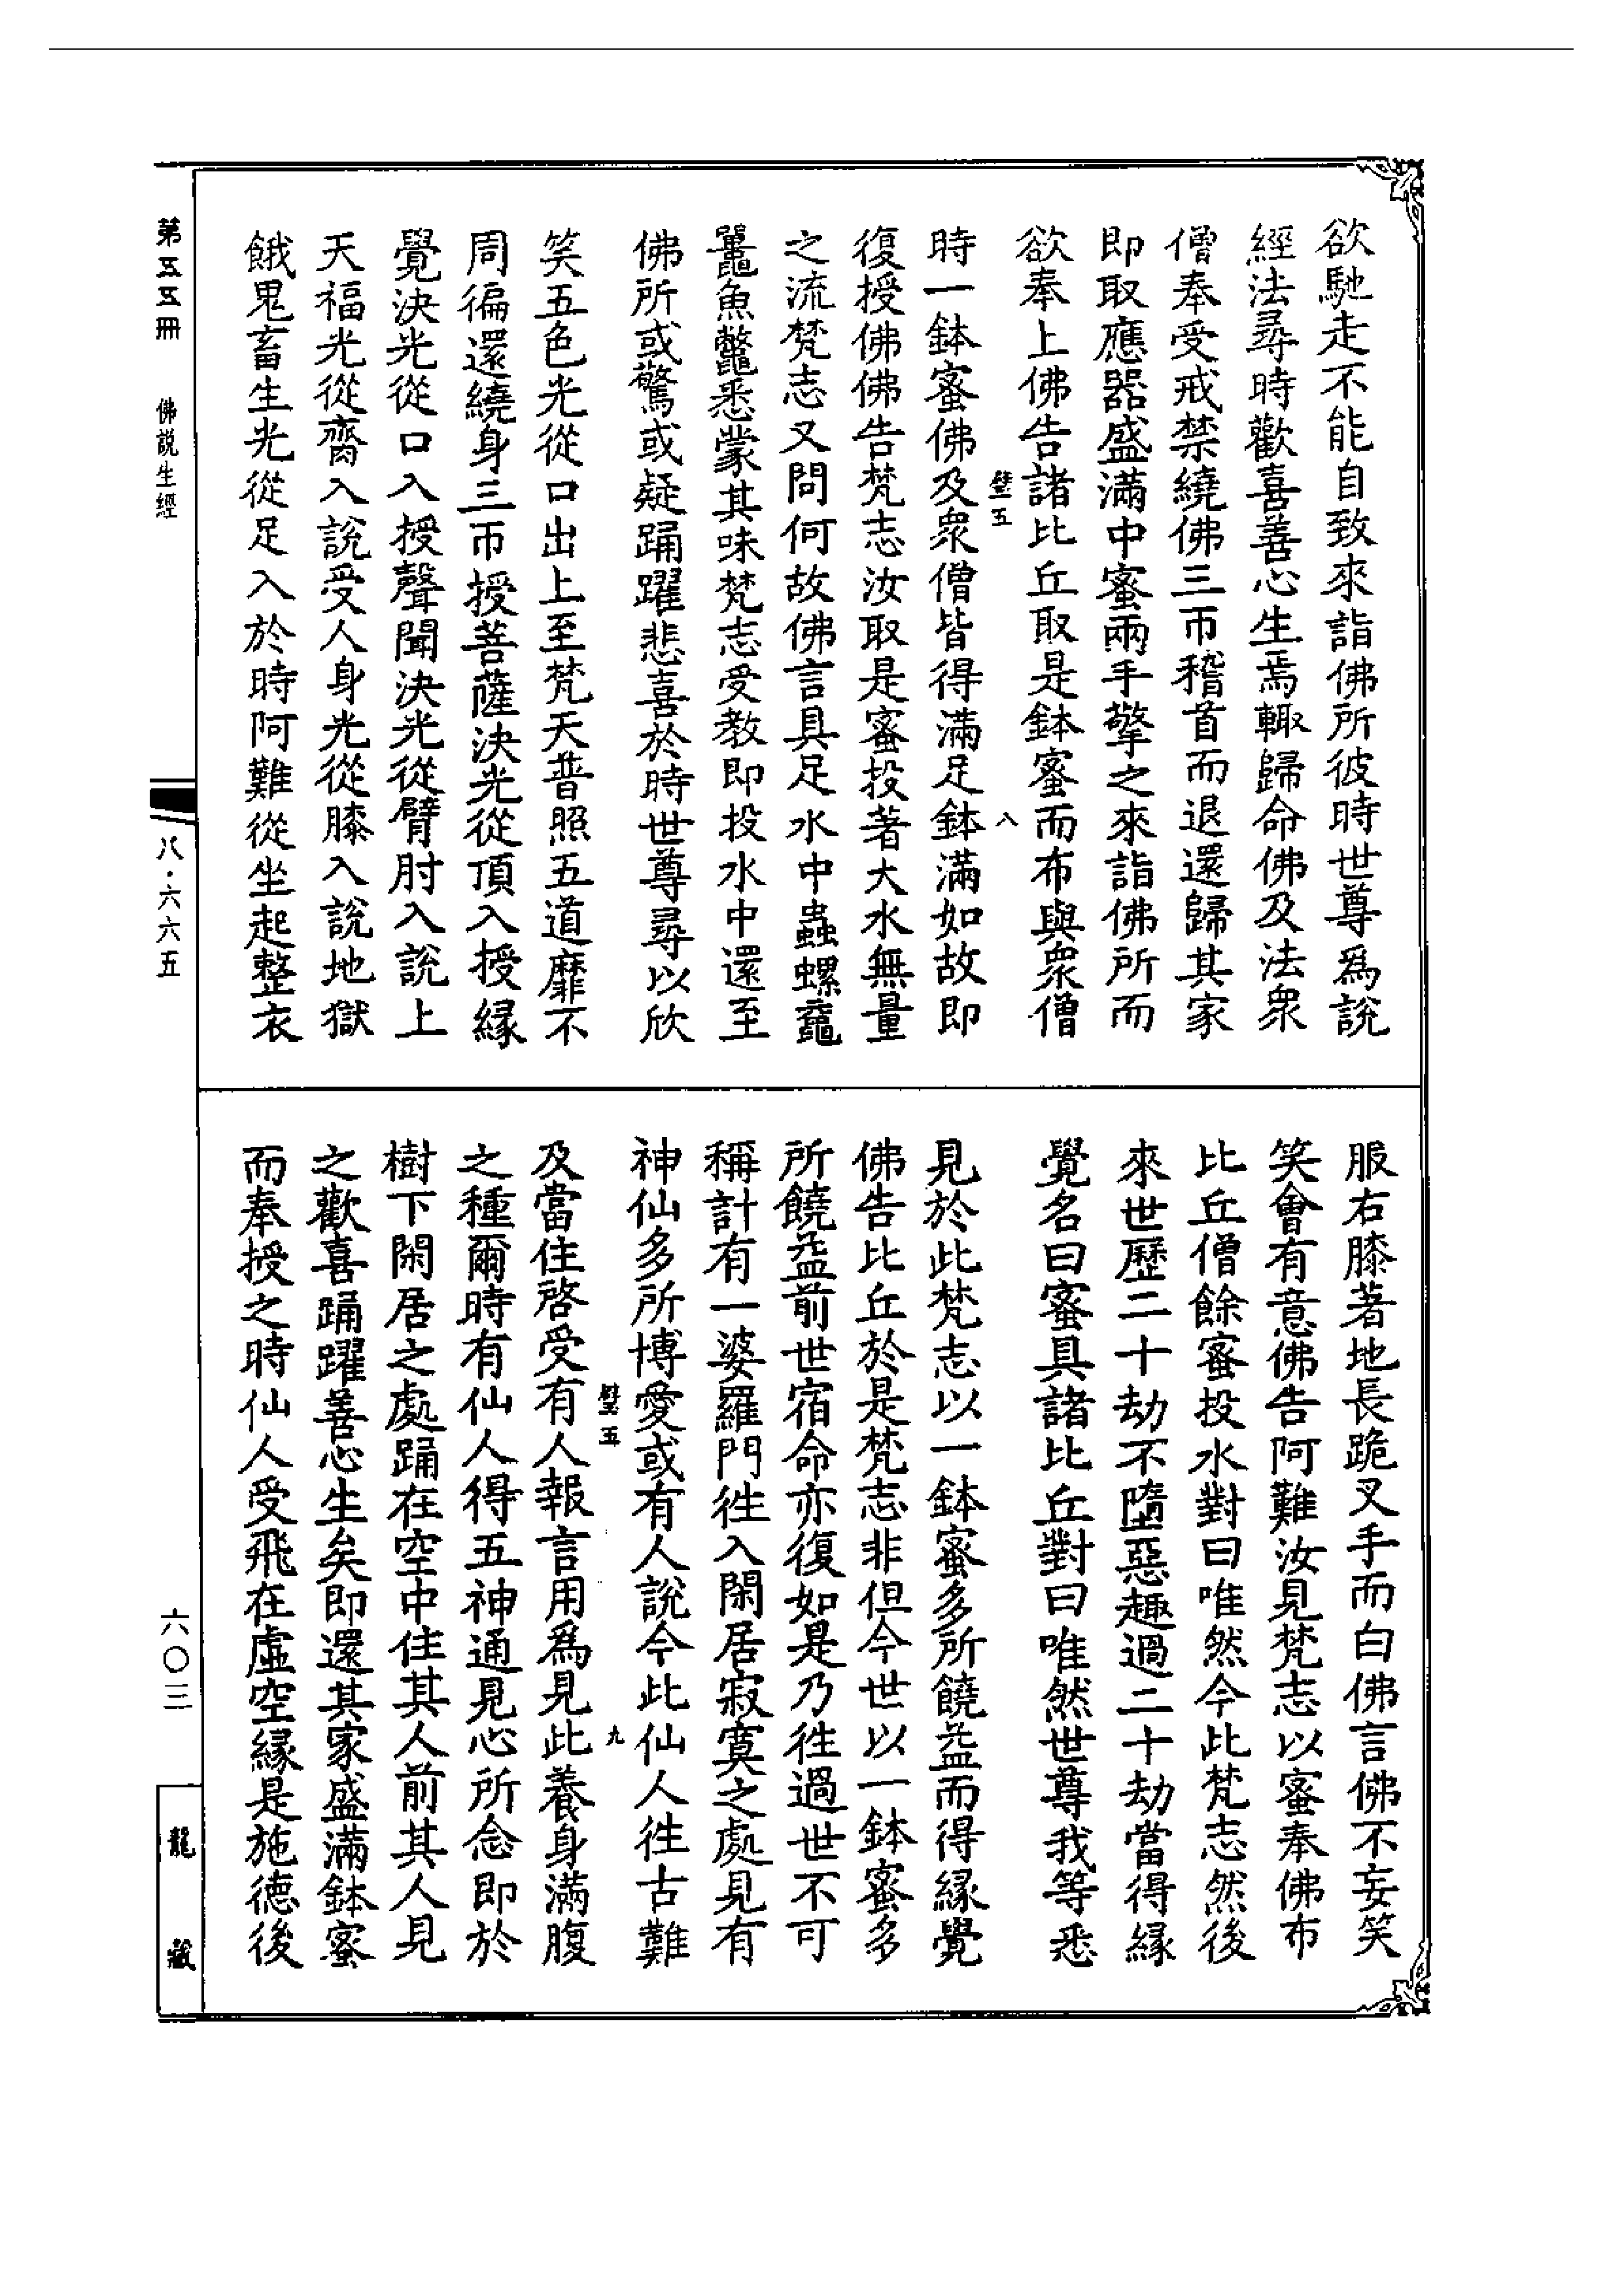 欲馳走不能自致來詣佛所彼時世尊爲說
經法尋時歡喜善心生焉輙歸命佛及法衆
僧奉受戒禁繞佛三帀稽首而退還歸其家
即取應器盛滿中蜜兩手擎之來詣佛所而
欲奉上佛告諸比丘取是鉢蜜而布與衆僧
璧五
八
時一鉢蜜佛及衆僧皆得滿足鉢滿如故即
復授佛佛告梵志汝取是蜜投著大水無量
之流梵志又問何故佛言具足水中蟲螺鼁
鼉魚鼈悉蒙其味梵志受教即投水中還至
佛所或驚或疑踊躍悲喜於時世尊尋以欣
笑五色光從口出上至梵天普照五道靡不
周徧還繞身三帀授菩薩決光從頂入授緣
覺決光從口入授聲聞決光從臂肘入說上
天福光從齎入說受人身光從膝入說地獄
餓鬼畜生光從足入於時阿難從坐起整衣
服右膝著地長跪叉手而白佛言佛不妄笑
笑會有意佛告阿難汝見梵志以蜜奉佛布
比丘僧餘蜜投水對曰唯然今此梵志然後
來世歷二十劫不墮惡趣過二十劫當得緣
覺名曰蜜具諸比丘對曰唯然世尊我等悉
見於此梵志以一鉢蜜多所饒益而得緣覺
佛告比丘於是梵志非但今世以一鉢蜜多
所饒益前世宿命亦復如是乃徃過世不可
稱計有一婆羅門徃入閑居寂寞之處見有
神仙多所博愛或有人說今此仙人徃古難
璧五
九
及當住啓受有人報言用爲見此養身滿腹
之種爾時有仙人得五神通見心所念即於
樹下閑居之處踊在空中住其人前其人見
之歡喜踊躍善心生矣即還其家盛滿鉢蜜
而奉授之時仙人受飛在虛空緣是施德後
第五五冊
佛說生經
八·六六五
六〇三
龍藏